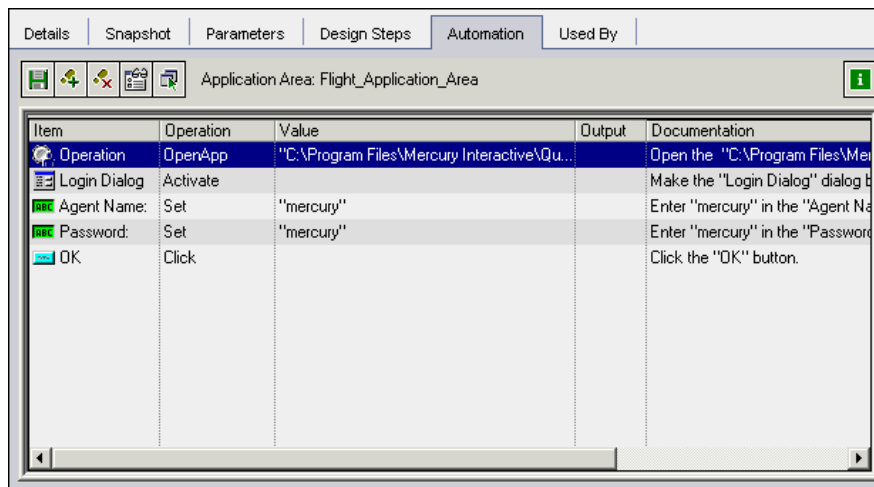 Details Snapshot Parameters Design Steps Automation Used By
Application Area: Flight_Application_Area
Item Operation Value Output Documentation
Operation OpenApp "C:\Program Files\Mercury Interactive\Qu... Open the "C:\Program Files\Mer
Login Dialog Activate Make the "Login Dialog" dialog b
ABC Agent Name: Set "mercury" Enter "mercury" in the "Agent Na
ABC Password: Set "mercury" Enter "mercury" in the "Password
OK Click Click the "OK" button.